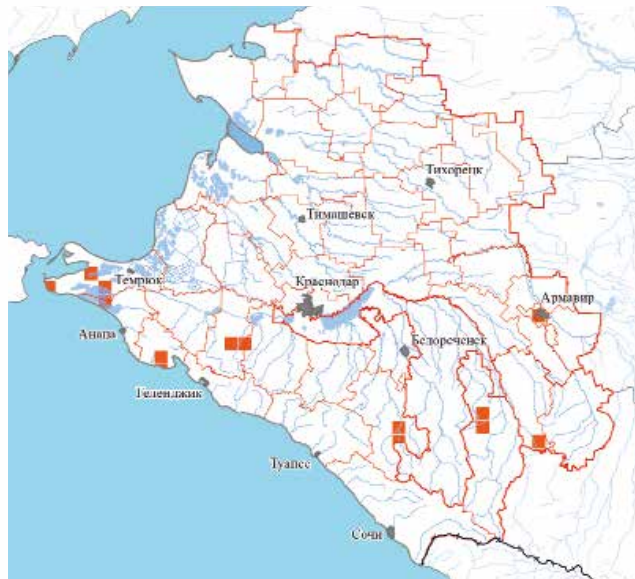 Тихорецк
Тимашевск
Темрюк
Краснодар
Армавир
Анапа
Белореченск
Геленджик
Туапсе
Сочи